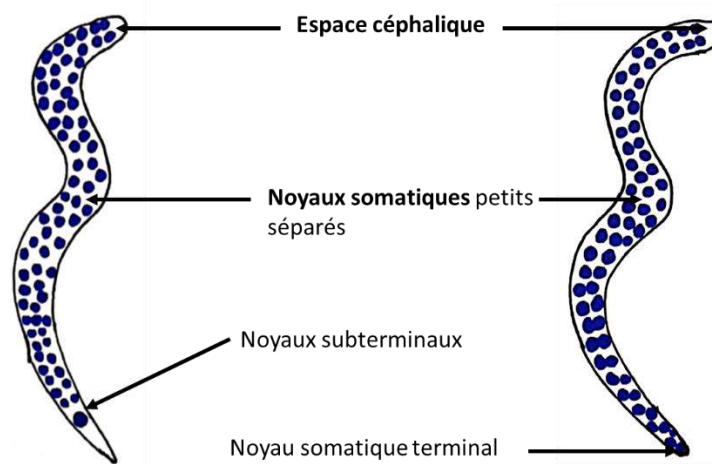 Espace céphalique
Noyaux somatiques petits
séparés
Noyaux subterminaux
Noyau somatique terminal